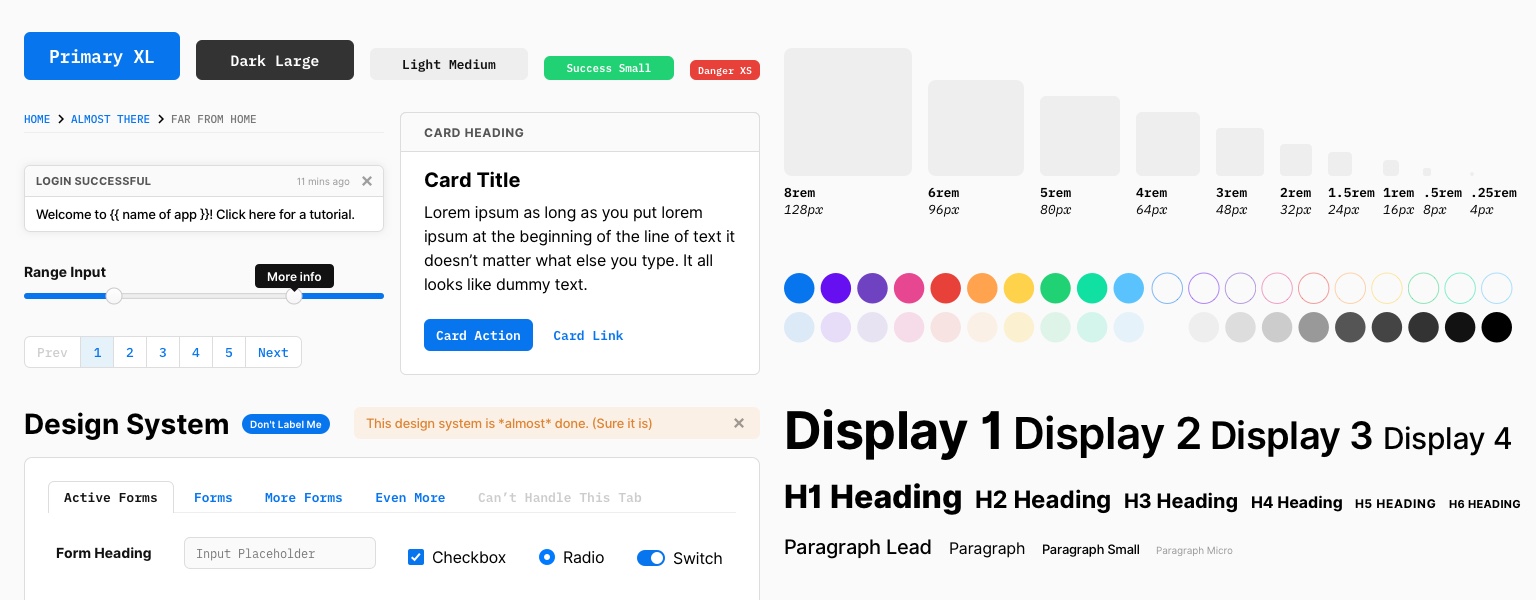 Primary XL
Dark Large
Light Medium
Success Small
Danger XS
HOME
ALMOST THERE
FAR FROM HOME
LOGIN SUCCESSFUL
11 mins ago
Welcome to {{ name of app }}! Click here for a tutorial.
Range Input
More info
Prev 1 2 3 4 5 Next
CARD HEADING
Card Title
Lorem ipsum as long as you put lorem
ipsum at the beginning of the line of text it
doesn’t matter what else you type. It all
looks like dummy text.
Card Action
Card Link
Design System
Don't Label Me
This design system is *almost* done. (Sure it is)
Active Forms
Forms
More Forms
Even More
Can’t Handle This Tab
Form Heading
Input Placeholder
Checkbox
Radio
Switch
8rem 6rem 5rem 4rem 3rem 2rem 1.5rem 1rem .5rem .25rem
128px 96px 80px 64px 48px 32px 24px 16px 8px 4px
Display 1 Display 2 Display 3 Display 4
H1 Heading H2 Heading H3 Heading H4 Heading H5 HEADING H6 HEADING
Paragraph Lead Paragraph Paragraph Small Paragraph Micro